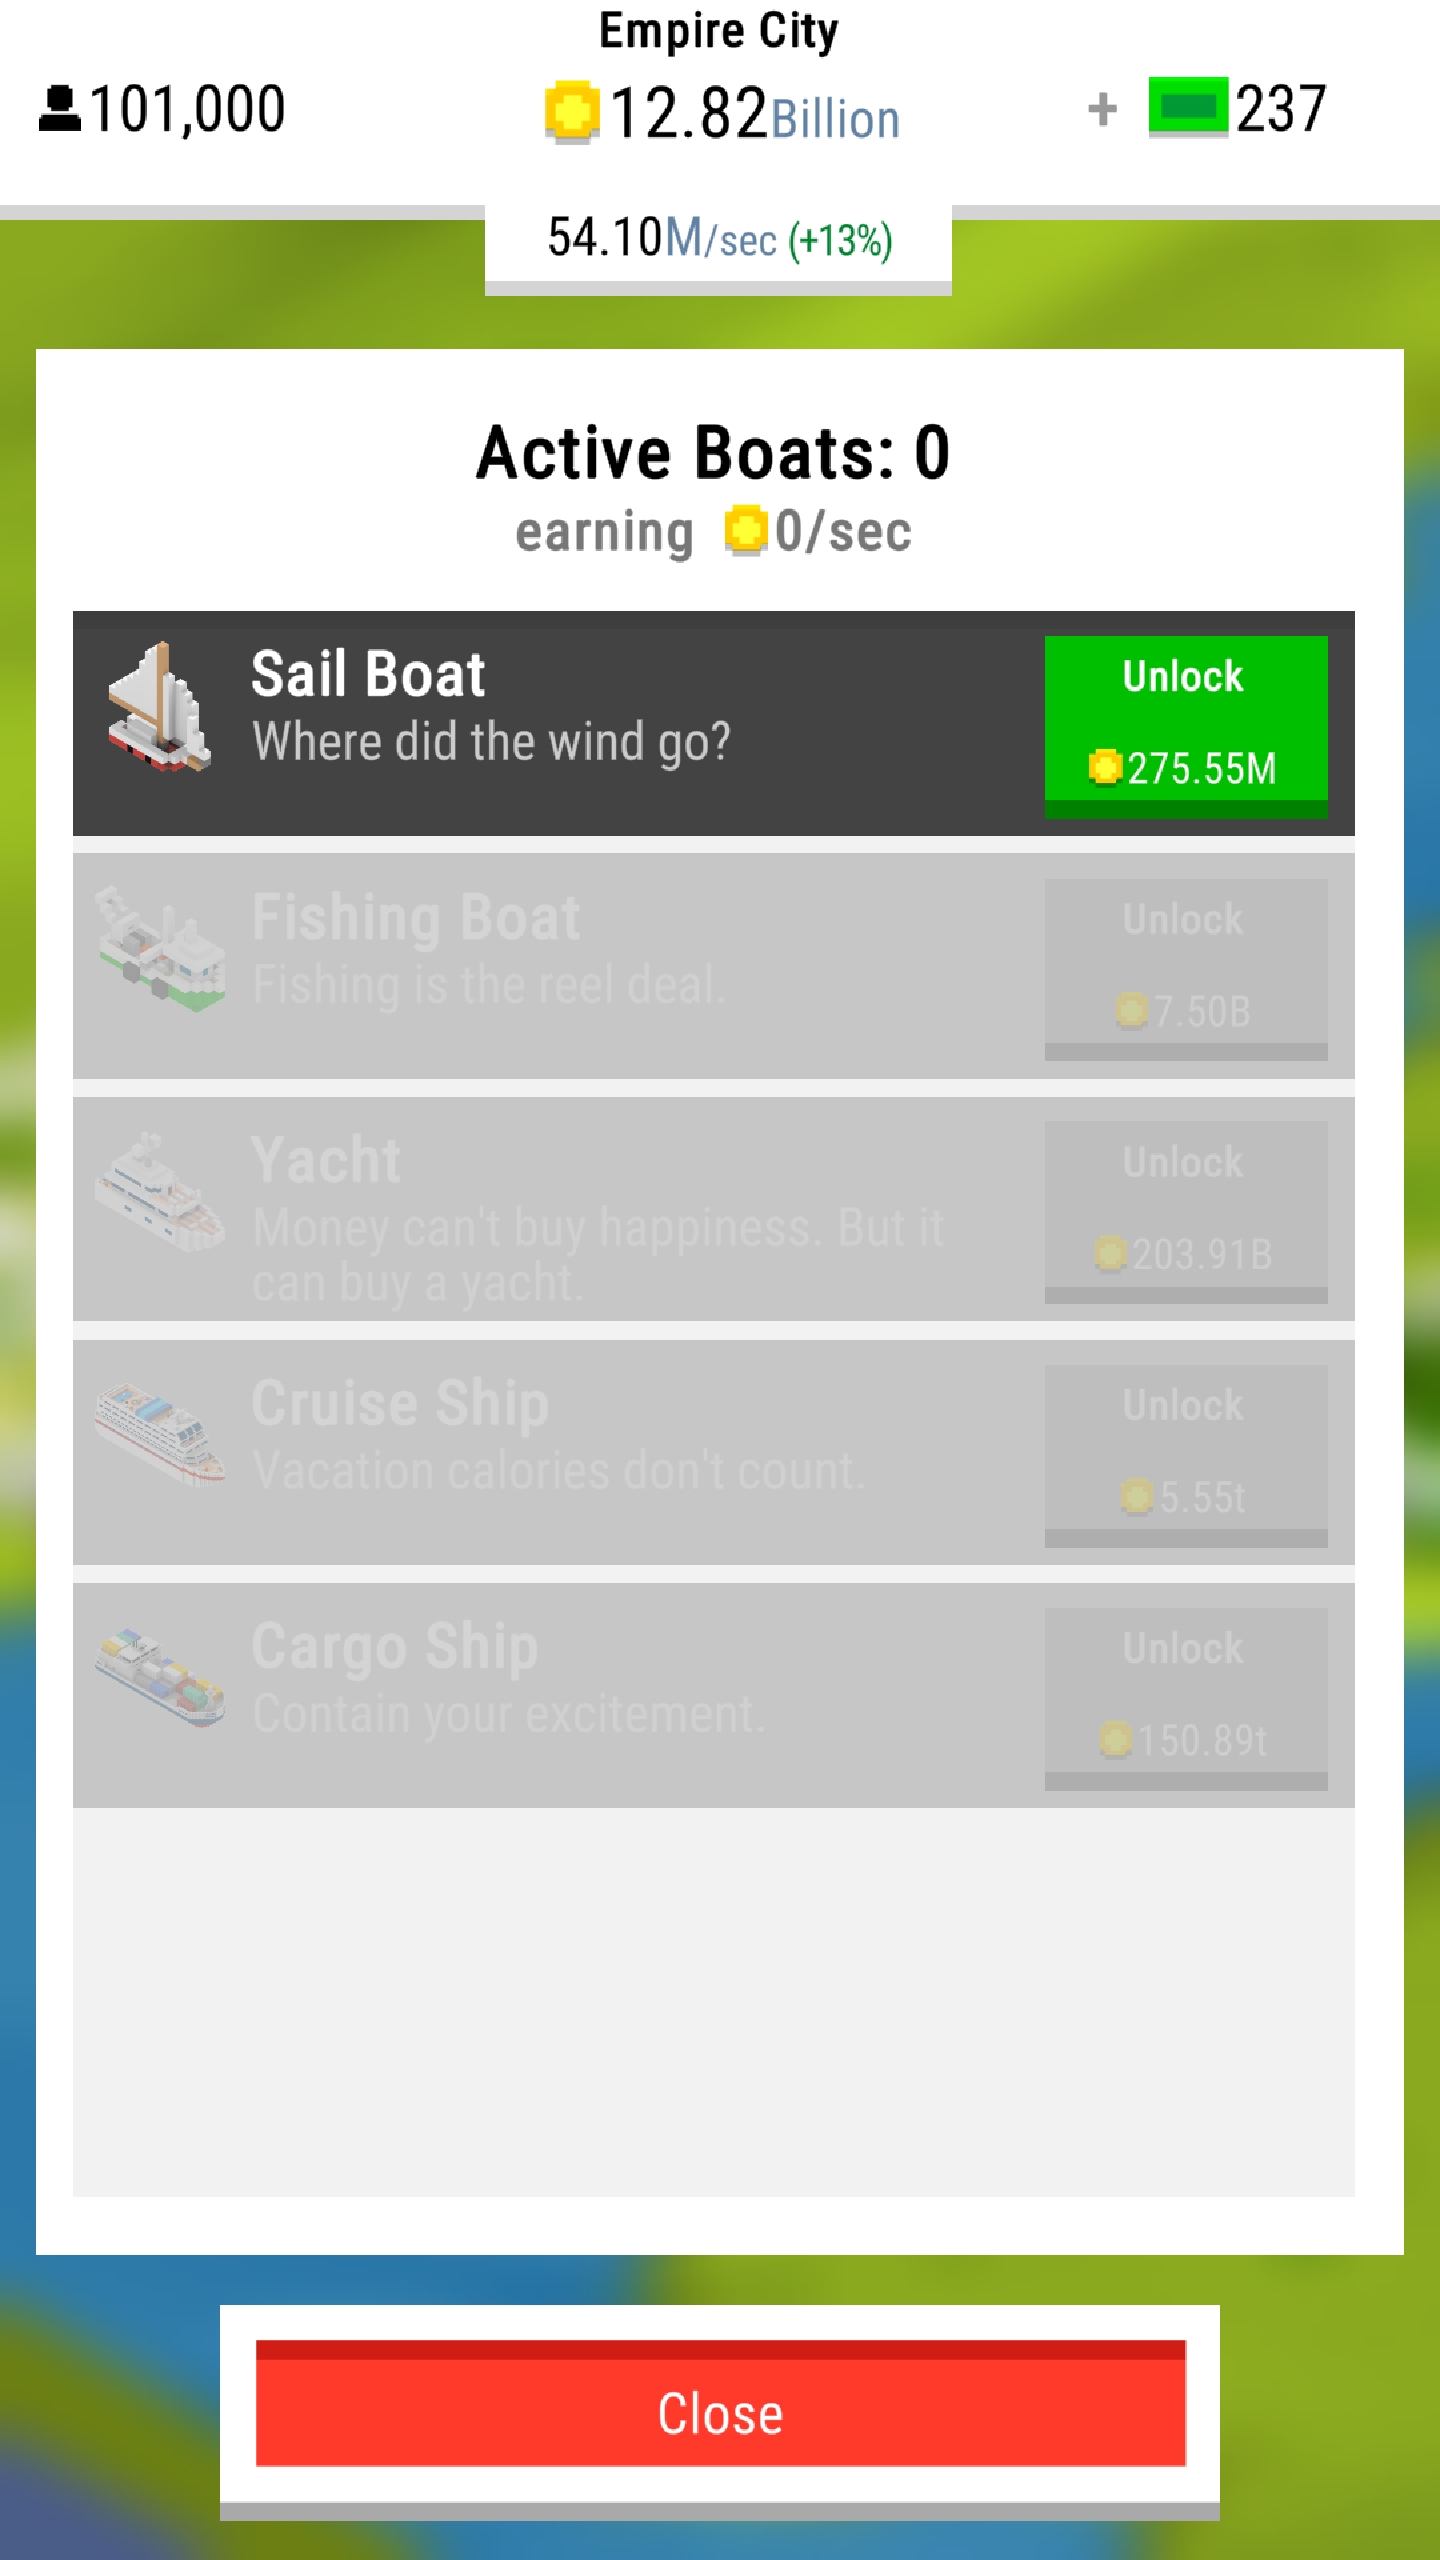 Empire City
101,000
12.82Billion
+ 237
54.10M/sec (+13%)
Active Boats: 0
earning 0/sec
Sail Boat
Where did the wind go?
Unlock
275.55M
Fishing Boat
Fishing is the reel deal.
Unlock
7.50B
Yacht
Money can't buy happiness. But it
can buy a yacht.
Unlock
203.91B
Cruise Ship
Vacation calories don't count.
Unlock
5.55t
Cargo Ship
Contain your excitement.
Unlock
150.89t
Close